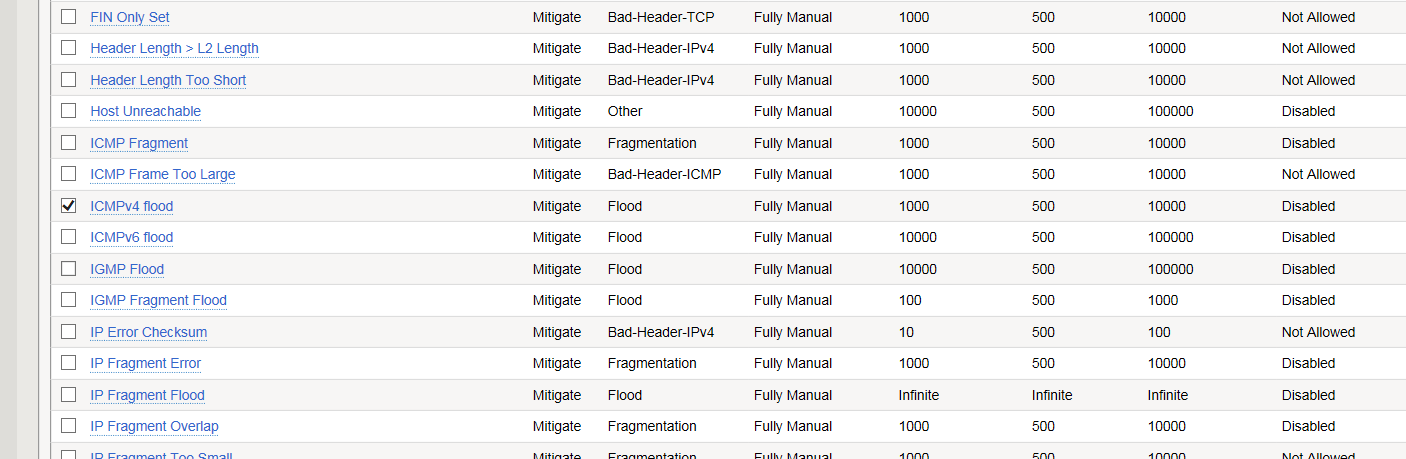 FIN Only Set Mitigate Bad-Header-TCP Fully Manual 1000 500 10000 Not Allowed
Header Length > L2 Length Mitigate Bad-Header-IPv4 Fully Manual 1000 500 10000 Not Allowed
Header Length Too Short Mitigate Bad-Header-IPv4 Fully Manual 1000 500 10000 Not Allowed
Host Unreachable Mitigate Other Fully Manual 10000 500 100000 Disabled
ICMP Fragment Mitigate Fragmentation Fully Manual 1000 500 10000 Disabled
ICMP Frame Too Large Mitigate Bad-Header-ICMP Fully Manual 1000 500 10000 Not Allowed
ICMPv4 flood Mitigate Flood Fully Manual 1000 500 10000 Disabled
ICMPv6 flood Mitigate Flood Fully Manual 10000 500 100000 Disabled
IGMP Flood Mitigate Flood Fully Manual 10000 500 100000 Disabled
IGMP Fragment Flood Mitigate Flood Fully Manual 100 500 1000 Disabled
IP Error Checksum Mitigate Bad-Header-IPv4 Fully Manual 10 500 100 Not Allowed
IP Fragment Error Mitigate Fragmentation Fully Manual 1000 500 10000 Disabled
IP Fragment Flood Mitigate Flood Fully Manual Infinite Infinite Infinite Disabled
IP Fragment Overlap Mitigate Fragmentation Fully Manual 1000 500 10000 Disabled
IP Fragment Too Small Mitigate Fragmentation Fully Manual 1000 500 10000 Not Allowed